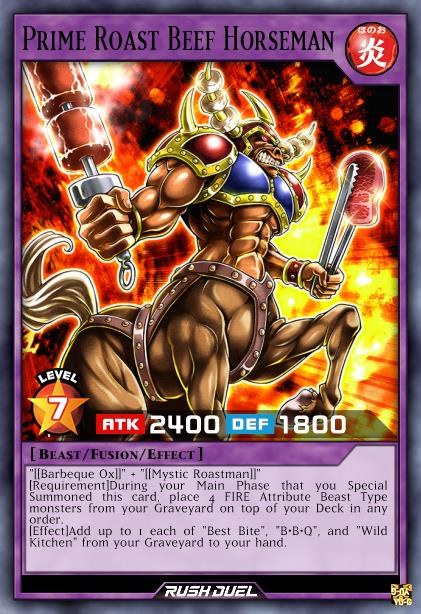 PRIME ROAST BEEF HORSEMAN
ほのお
炎
LEVEL
7
ATK 2400 DEF 1800
[ BEAST/FUSION/EFFECT ]
"[[Barbeque Ox]]" + "[[Mystic Roastman]]"
[Requirement]During your Main Phase that you Special
Summoned this card, place 4 FIRE Attribute Beast Type
monsters from your Graveyard on top of your Deck in any
order.
[Effect]Add up to 1 each of "Best Bite", "B•B•Q", and "Wild
Kitchen" from your Graveyard to your hand.
RUSH DUEL